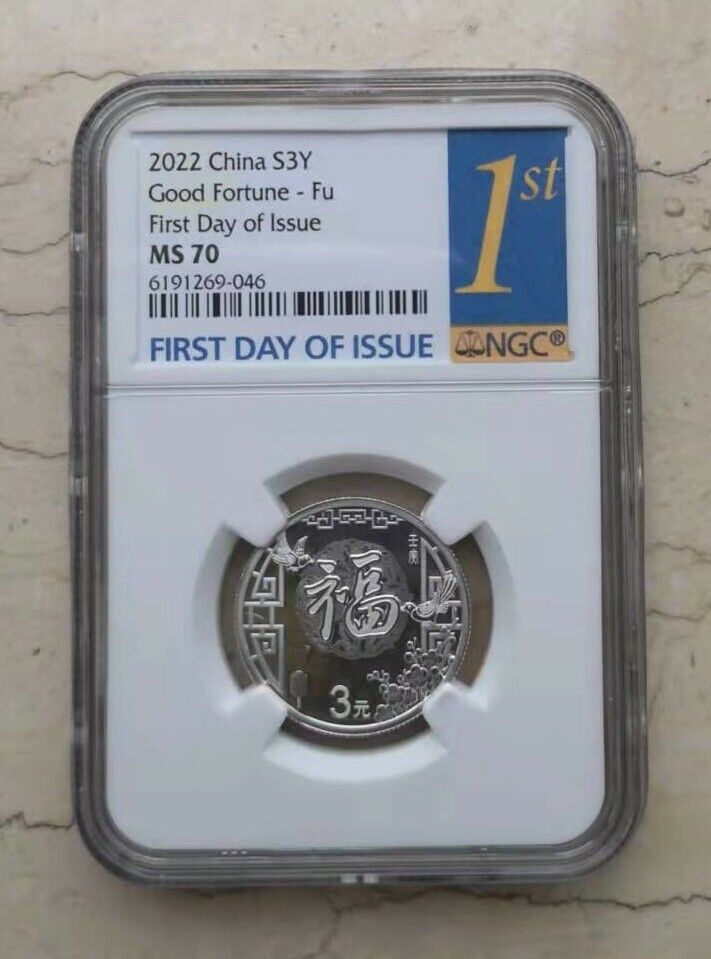 2022 China S3Y
Good Fortune - Fu
First Day of Issue
MS 70
6191269-046
FIRST DAY OF ISSUE
1st
NGC®
壬寅
福
3元